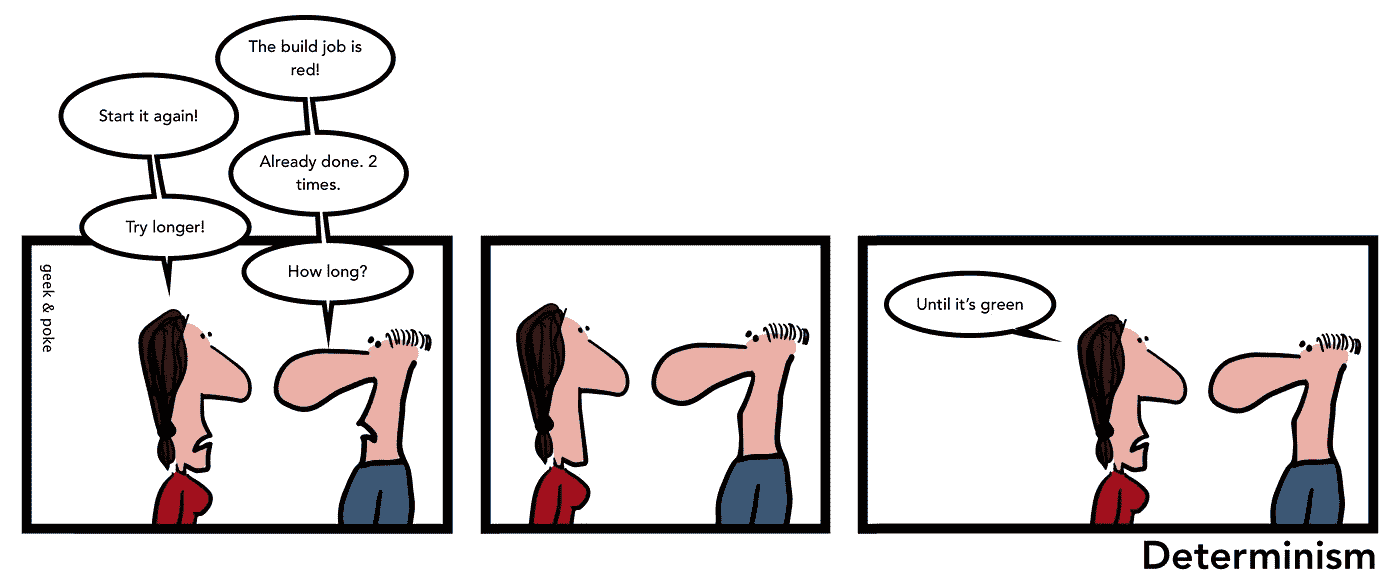 The build job is
red!
Start it again!
Already done. 2
times.
Try longer!
How long?
geek & poke
Until it's green
Determinism